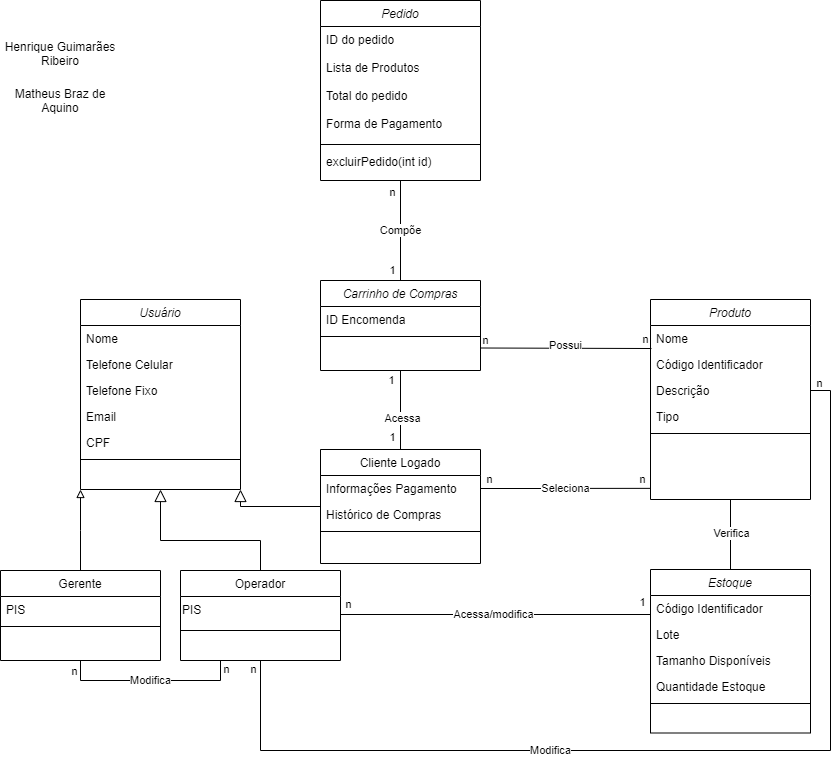 Henrique Guimarães
Ribeiro
Matheus Braz de
Aquino
Pedido
ID do pedido
Lista de Produtos
Total do pedido
Forma de Pagamento
excluirPedido(int id)
n
Compõe
1
Carrinho de Compras
ID Encomenda
n
Possui
n
1
Acessa
1
Usuário
Nome
Telefone Celular
Telefone Fixo
Email
CPF
Produto
Nome
Código Identificador
Descrição
Tipo
n
Cliente Logado
Informações Pagamento
Histórico de Compras
n
Seleciona
n
Verifica
Gerente
PIS
Operador
PIS
n
Acessa/modifica
1
Estoque
Código Identificador
Lote
Tamanho Disponíveis
Quantidade Estoque
n
Modifica
n
n
Modifica